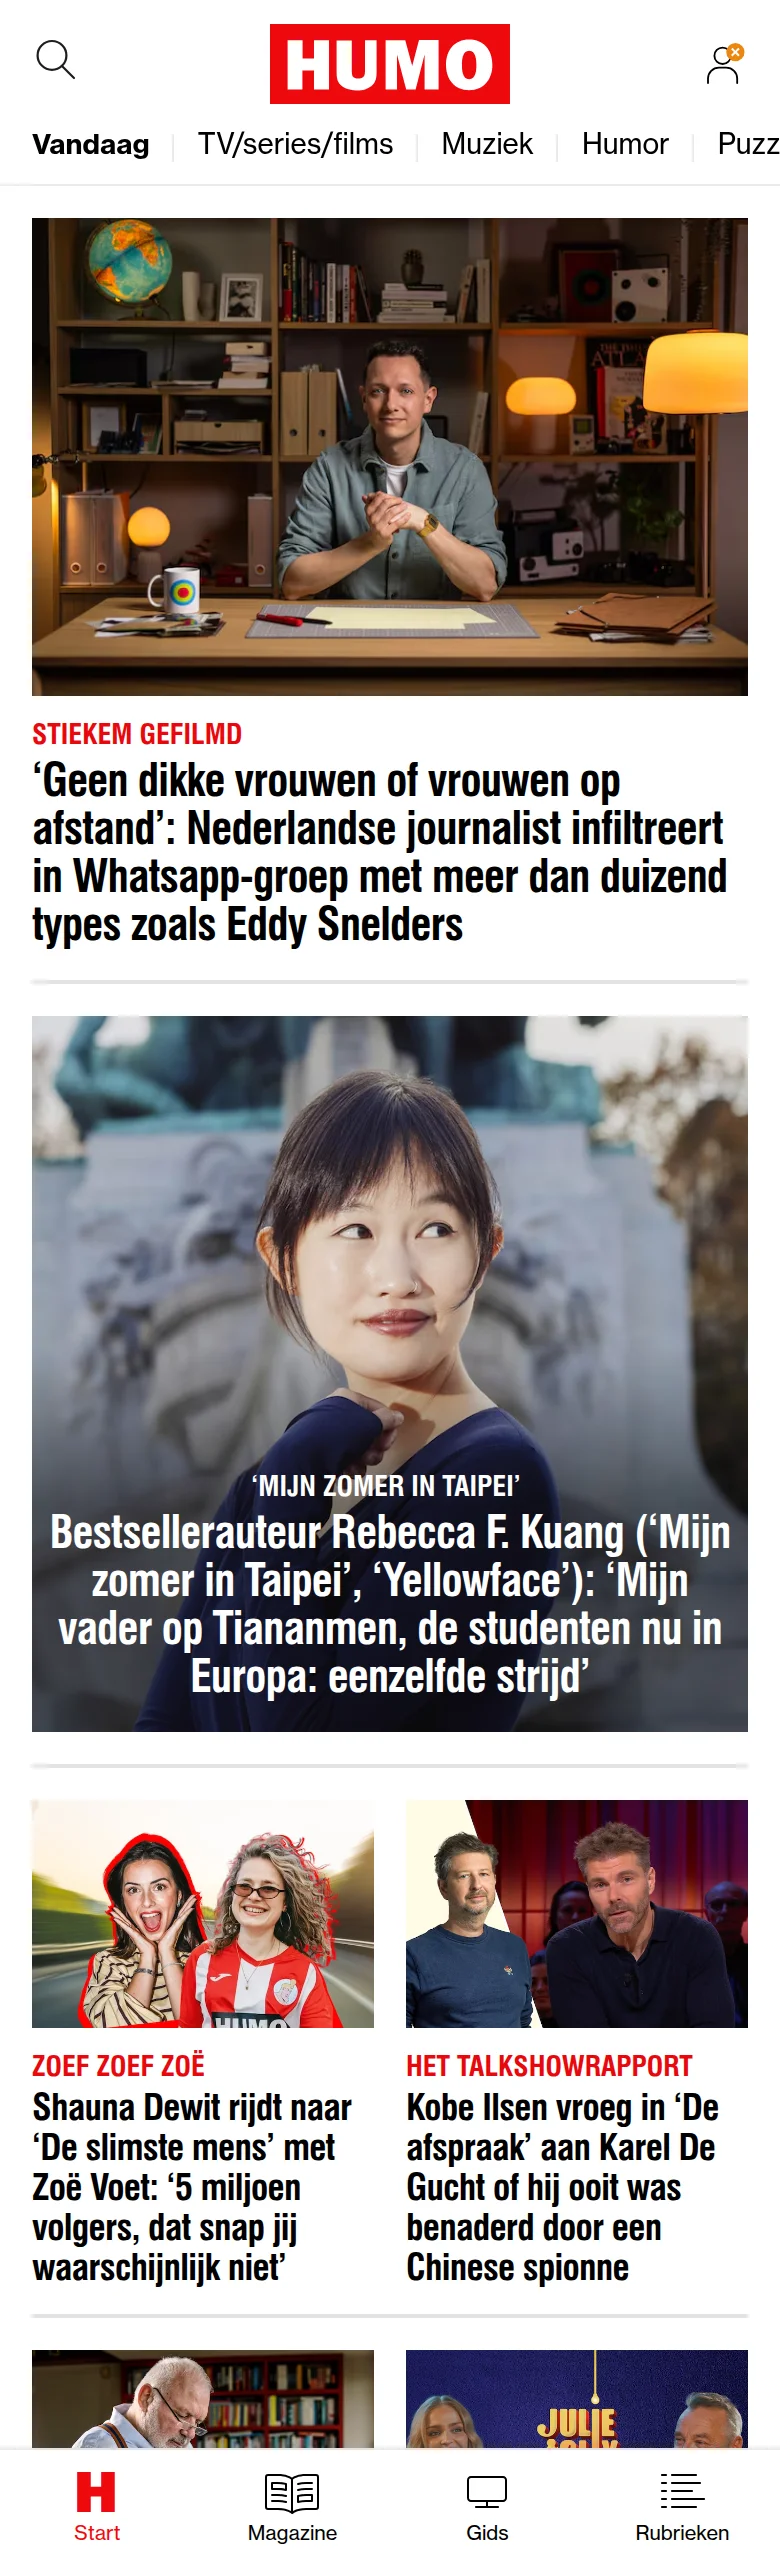 HUMO
Vandaag
TV/series/films
Muziek
Humor
Puzz
STIEKEM GEFILMD
‘Geen dikke vrouwen of vrouwen op
afstand’: Nederlandse journalist infiltreert
in Whatsapp-groep met meer dan duizend
types zoals Eddy Snelders
‘MIJN ZOMER IN TAIPEI’
Bestsellerauteur Rebecca F. Kuang (‘Mijn
zomer in Taipei’, ‘Yellowface’): ‘Mijn
vader op Tiananmen, de studenten nu in
Europa: eenzelfde strijd’
HUMO
ZOEF ZOEF ZOË
Shauna Dewit rijdt naar
‘De slimste mens’ met
Zoë Voet: ‘5 miljoen
volgers, dat snap jij
waarschijnlijk niet’
HET TALKSHOWRAPPORT
Kobe Ilsen vroeg in ‘De
afspraak’ aan Karel De
Gucht of hij ooit was
benaderd door een
Chinese spionne
JULIE
H
Start
Magazine
Gids
Rubrieken